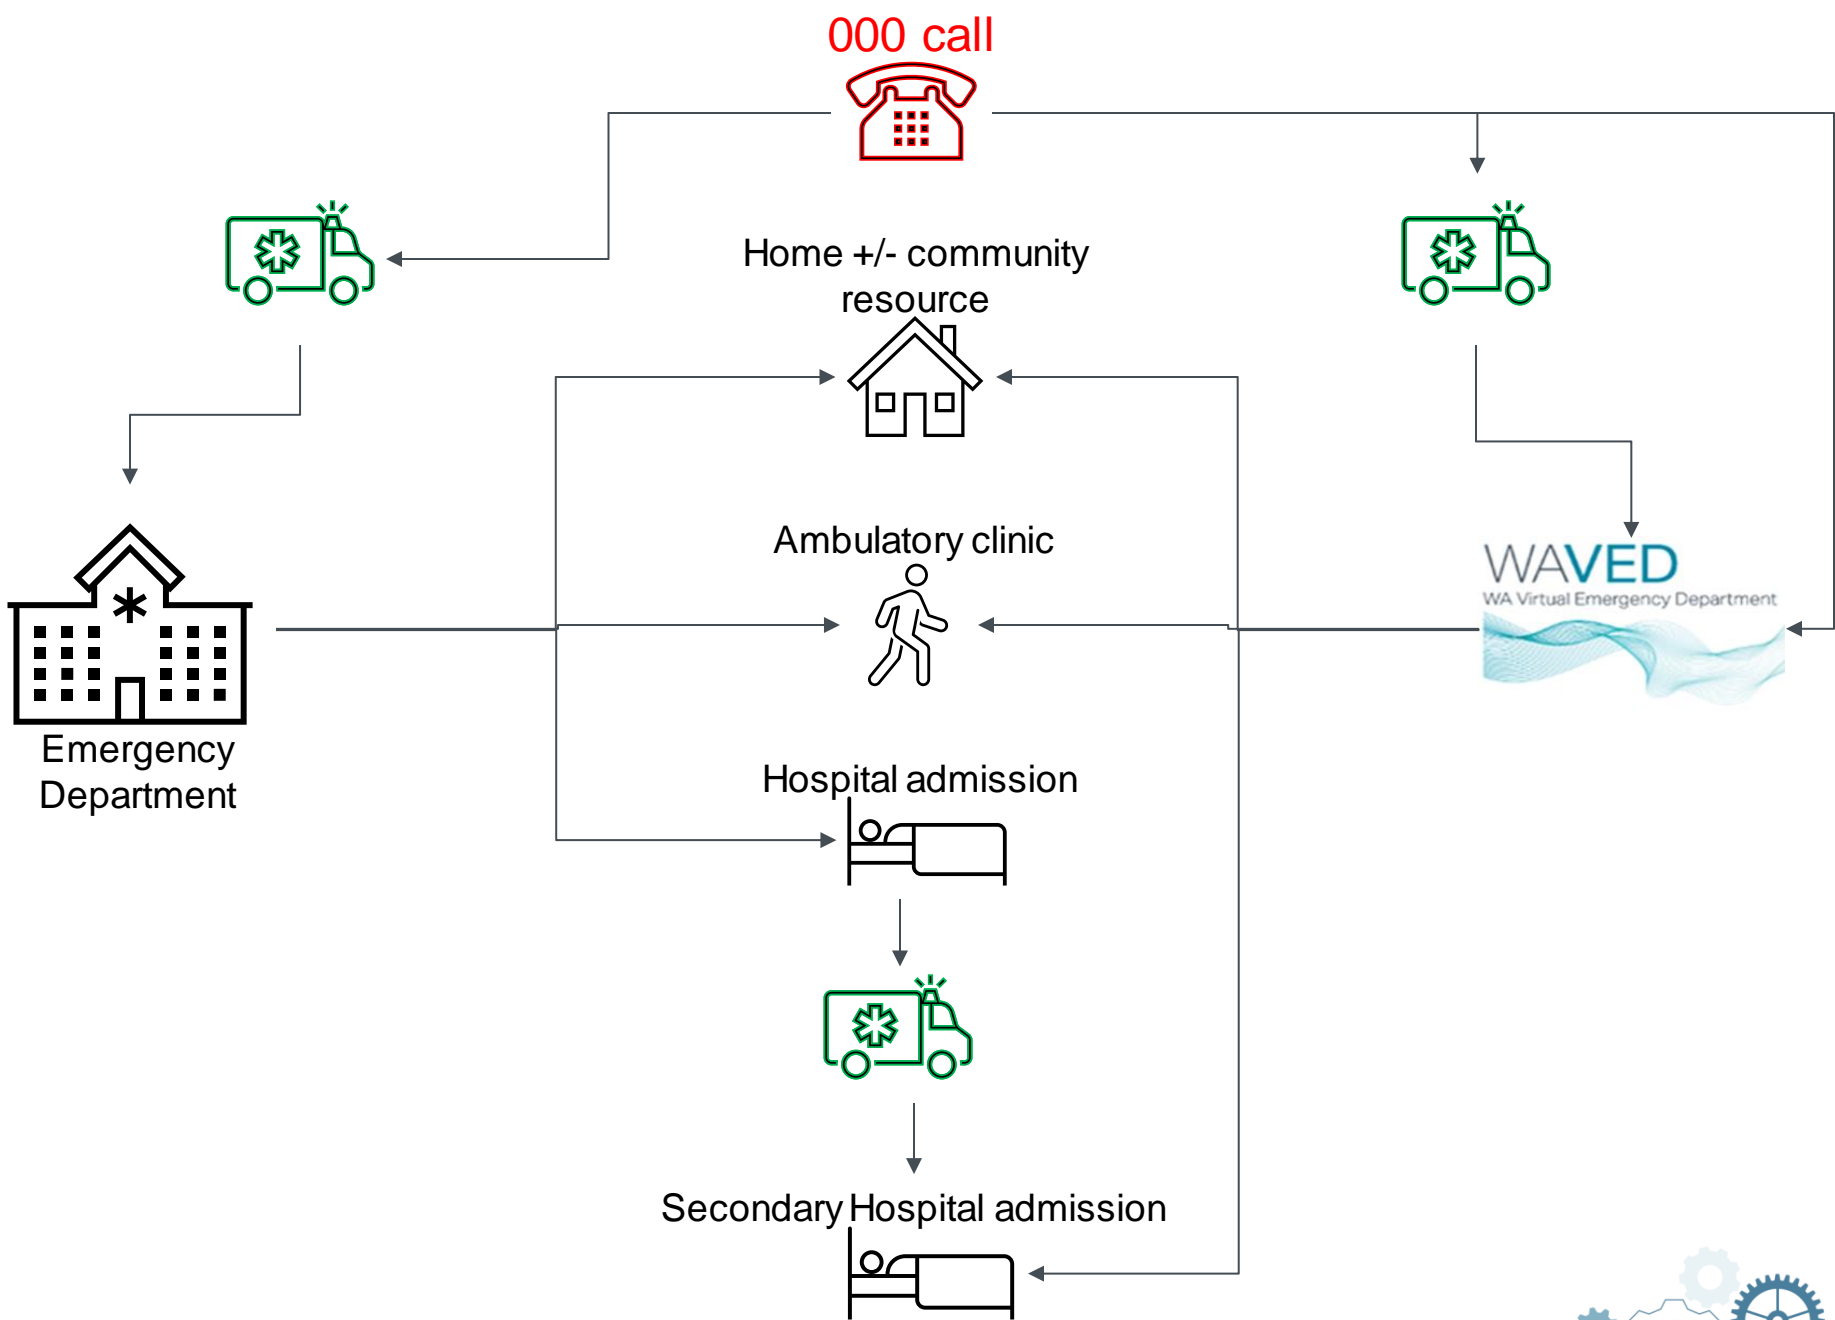 000 call
Home +/- community
resource
Ambulatory clinic
WAVED
WA Virtual Emergency Department
Emergency
Department
Hospital admission
Secondary Hospital admission